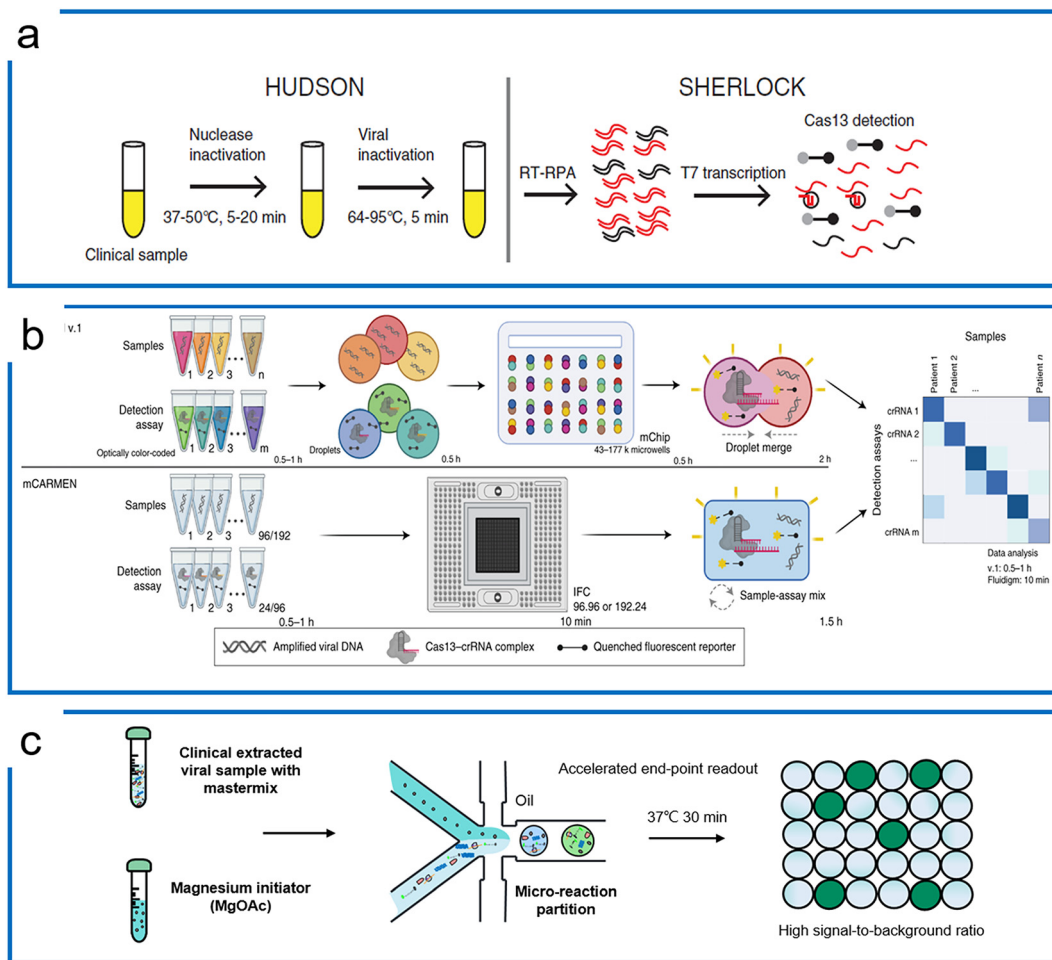 a
HUDSON
SHERLOCK
Nuclease
inactivation
Viral
inactivation
37-50℃, 5-20 min
64-95℃, 5 min
Clinical sample
RT-RPA
T7 transcription
Cas13 detection
b
v.1
Samples
1 2 3 ... n
Detection
assay
1 2 3 ... m
Optically color-coded
0.5–1 h
Droplets
0.5 h
mChip
43–177 k microwells
0.5 h
Droplet merge
2 h
mCARMEN
Samples
1 2 3 ... 96/192
Detection
assay
1 2 3 ... 24/96
0.5–1 h
IFC
96.96 or 192.24
10 min
Sample-assay mix
1.5 h
Samples
Patient 1
Patient 2
...
Patient n
Detection assays
crRNA 1
crRNA 2
...
crRNA m
Data analysis
v.1: 0.5–1 h
Fluidigm: 10 min
Amplified viral DNA
Cas13–crRNA complex
Quenched fluorescent reporter
c
Clinical extracted
viral sample with
mastermix
Magnesium initiator
(MgOAc)
Oil
Micro-reaction
partition
Accelerated end-point readout
37℃ 30 min
High signal-to-background ratio